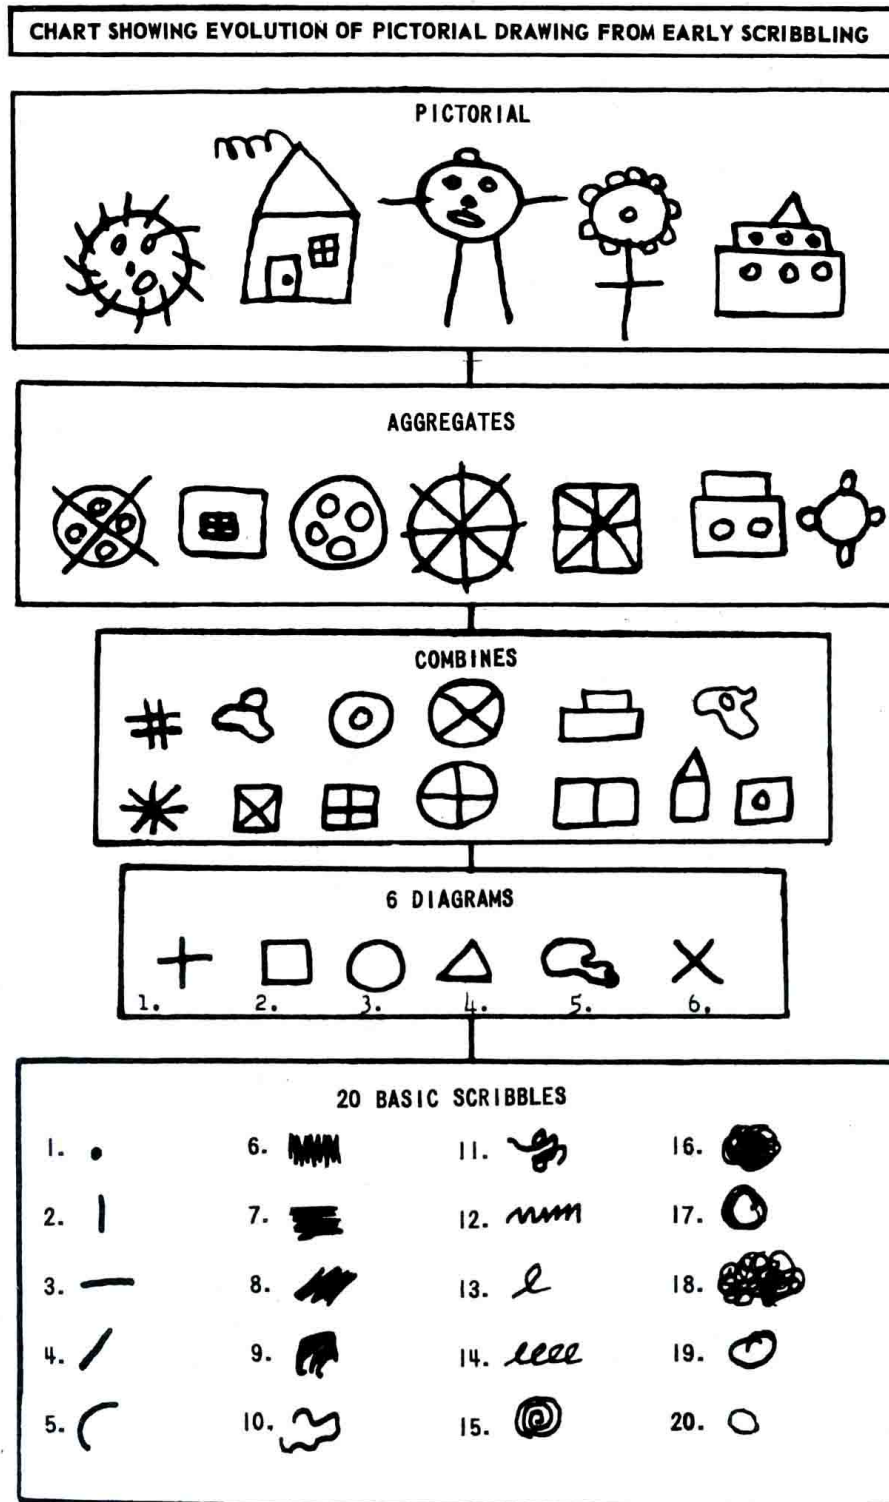 CHART SHOWING EVOLUTION OF PICTORIAL DRAWING FROM EARLY SCRIBBLING
PICTORIAL
AGGREGATES
COMBINES
6 DIAGRAMS
1. 2. 3. 4. 5. 6.
20 BASIC SCRIBBLES
1. 6. 11. 16.
2. 7. 12. 17.
3. 8. 13. 18.
4. 9. 14. 19.
5. 10. 15. 20.